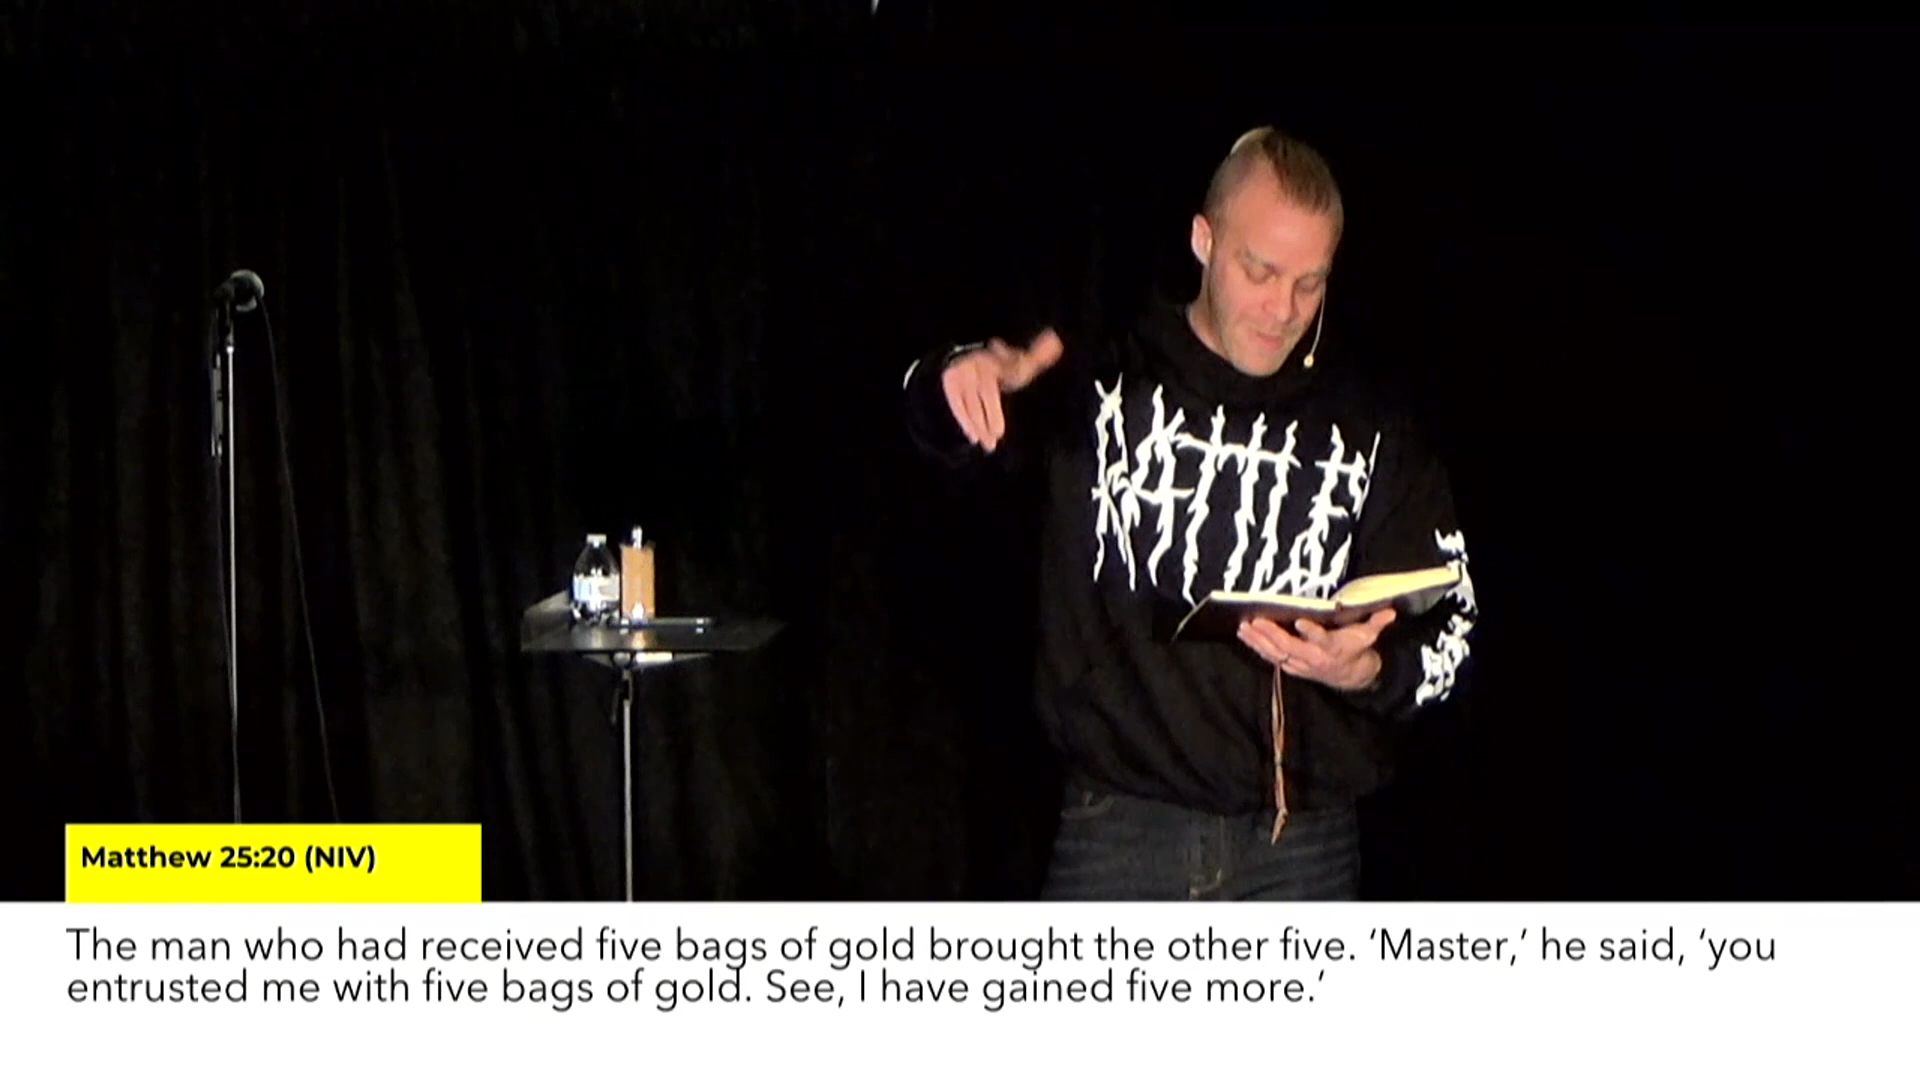 RATTLE
Matthew 25:20 (NIV)
The man who had received five bags of gold brought the other five. ‘Master,’ he said, ‘you
entrusted me with five bags of gold. See, I have gained five more.’